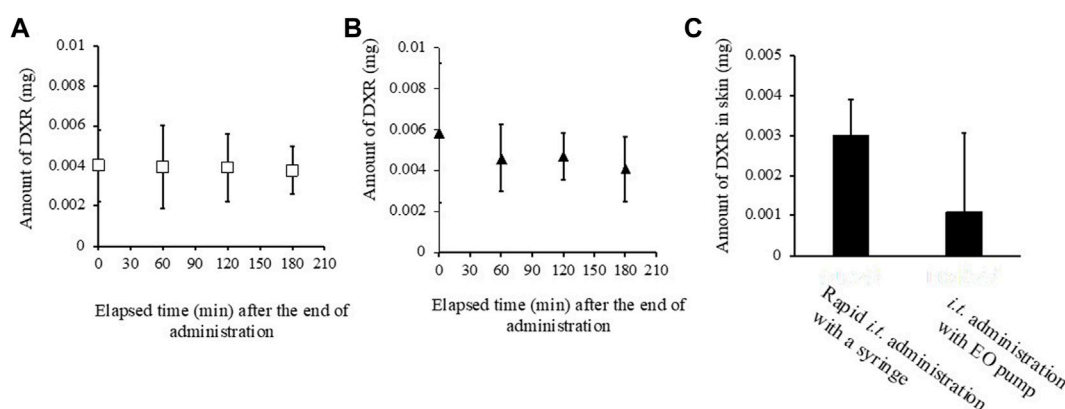 A
Amount of DXR (mg)
0.01
0.008
0.006
0.004
0.002
0
0 30 60 90 120 150 180 210
Elapsed time (min) after the end of
administration
B
Amount of DXR (mg)
0.01
0.008
0.006
0.004
0.002
0
0 30 60 90 120 150 180 210
Elapsed time (min) after the end of
administration
C
Amount of DXR in skin (mg)
0.005
0.004
0.003
0.002
0.001
0
Rapid i.t. administration
with a syringe
i.t. administration
with EO pump